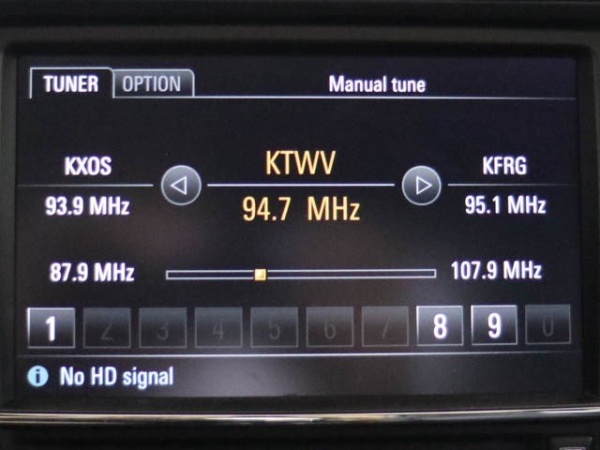 TUNER OPTION Manual tune
KXOS KTWV KFRG
93.9 MHz 94.7 MHz 95.1 MHz
87.9 MHz 107.9 MHz
1 2 3 4 5 6 7 8 9 0
i No HD signal